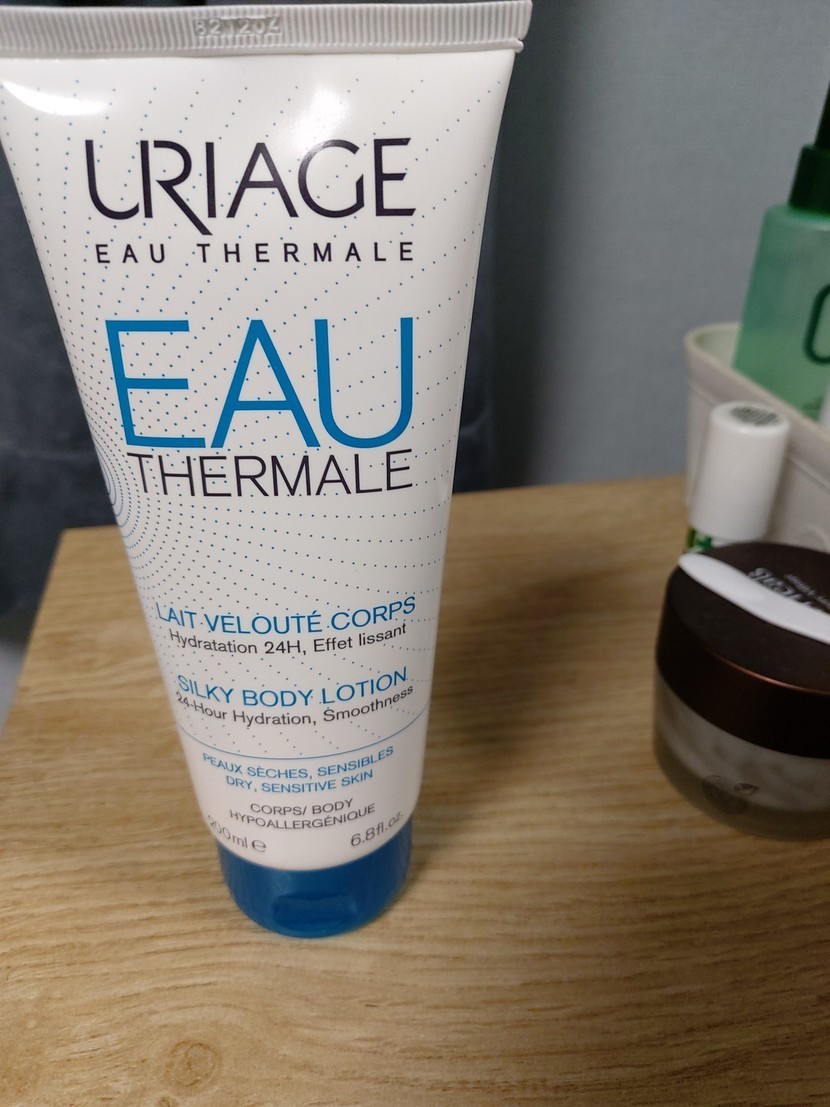 URIAGE
EAU THERMALE
EAU
THERMALE
LAIT VELOUTÉ CORPS
Hydratation 24H, Effet lissant
SILKY BODY LOTION
24-Hour Hydration, Smoothness
PEAUX SÈCHES, SENSIBLES
DRY, SENSITIVE SKIN
CORPS/ BODY
HYPOALLERGÉNIQUE
200ml e
6.8fl.oz.